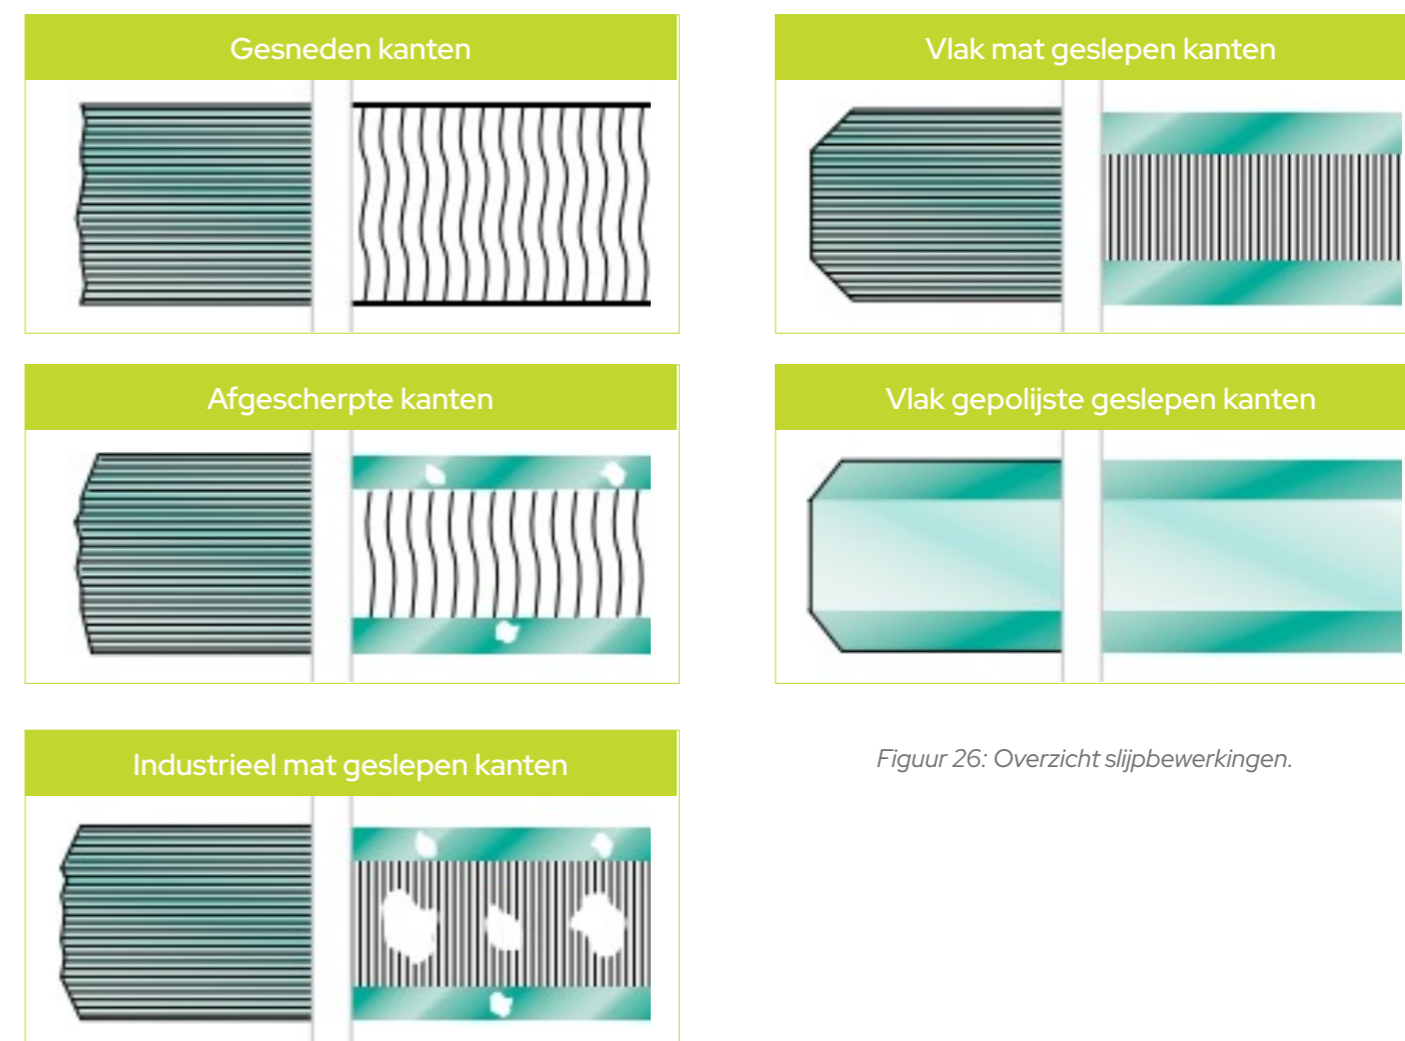 Gesneden kanten
Vlak mat geslepen kanten
Afgescherpte kanten
Vlak gepolijste geslepen kanten
Industrieel mat geslepen kanten
Figuur 26: Overzicht slijpbewerkingen.